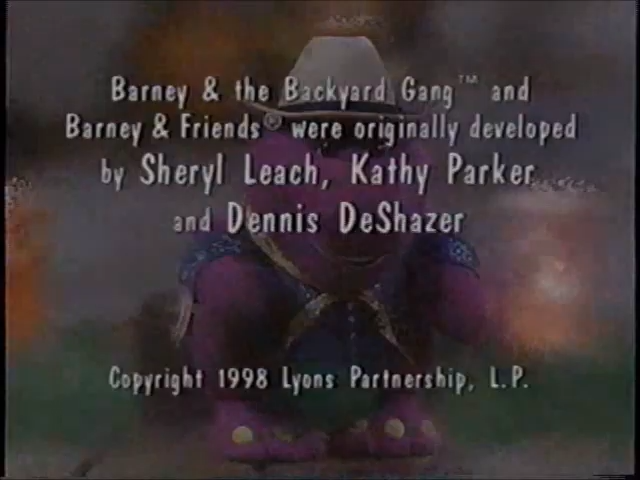 Barney & the Backyard Gang™ and
Barney & Friends® were originally developed
by Sheryl Leach, Kathy Parker
and Dennis DeShazer
Copyright 1998 Lyons Partnership, L.P.